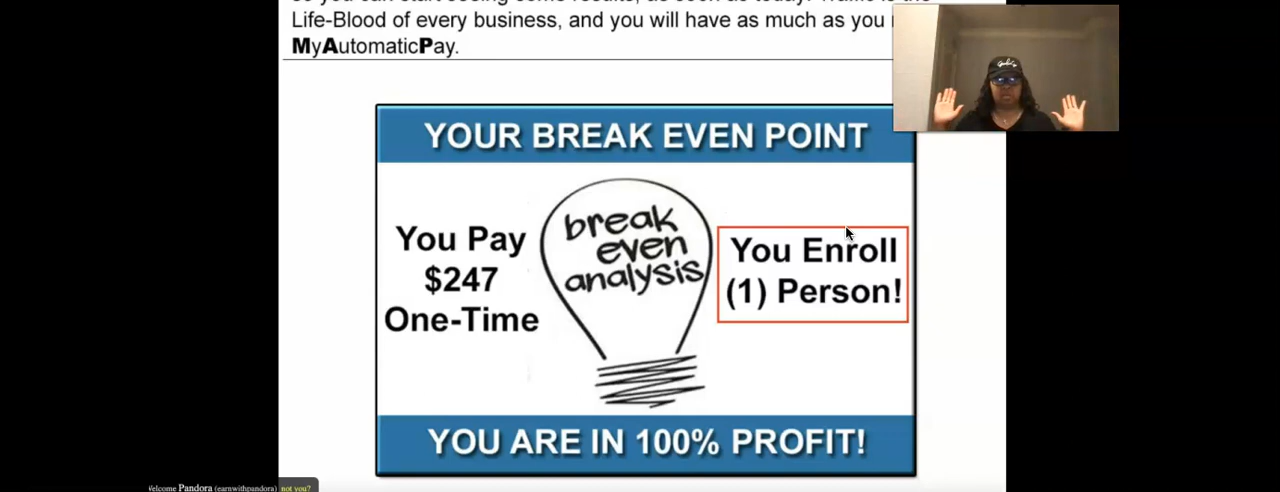 Life-Blood of every business, and you will have as much as you
MyAutomaticPay.
YOUR BREAK EVEN POINT
You Pay
$247
One-Time
break
even
analysis
You Enroll
(1) Person!
YOU ARE IN 100% PROFIT!
Welcome Pandora (earnwithpandora) not you?